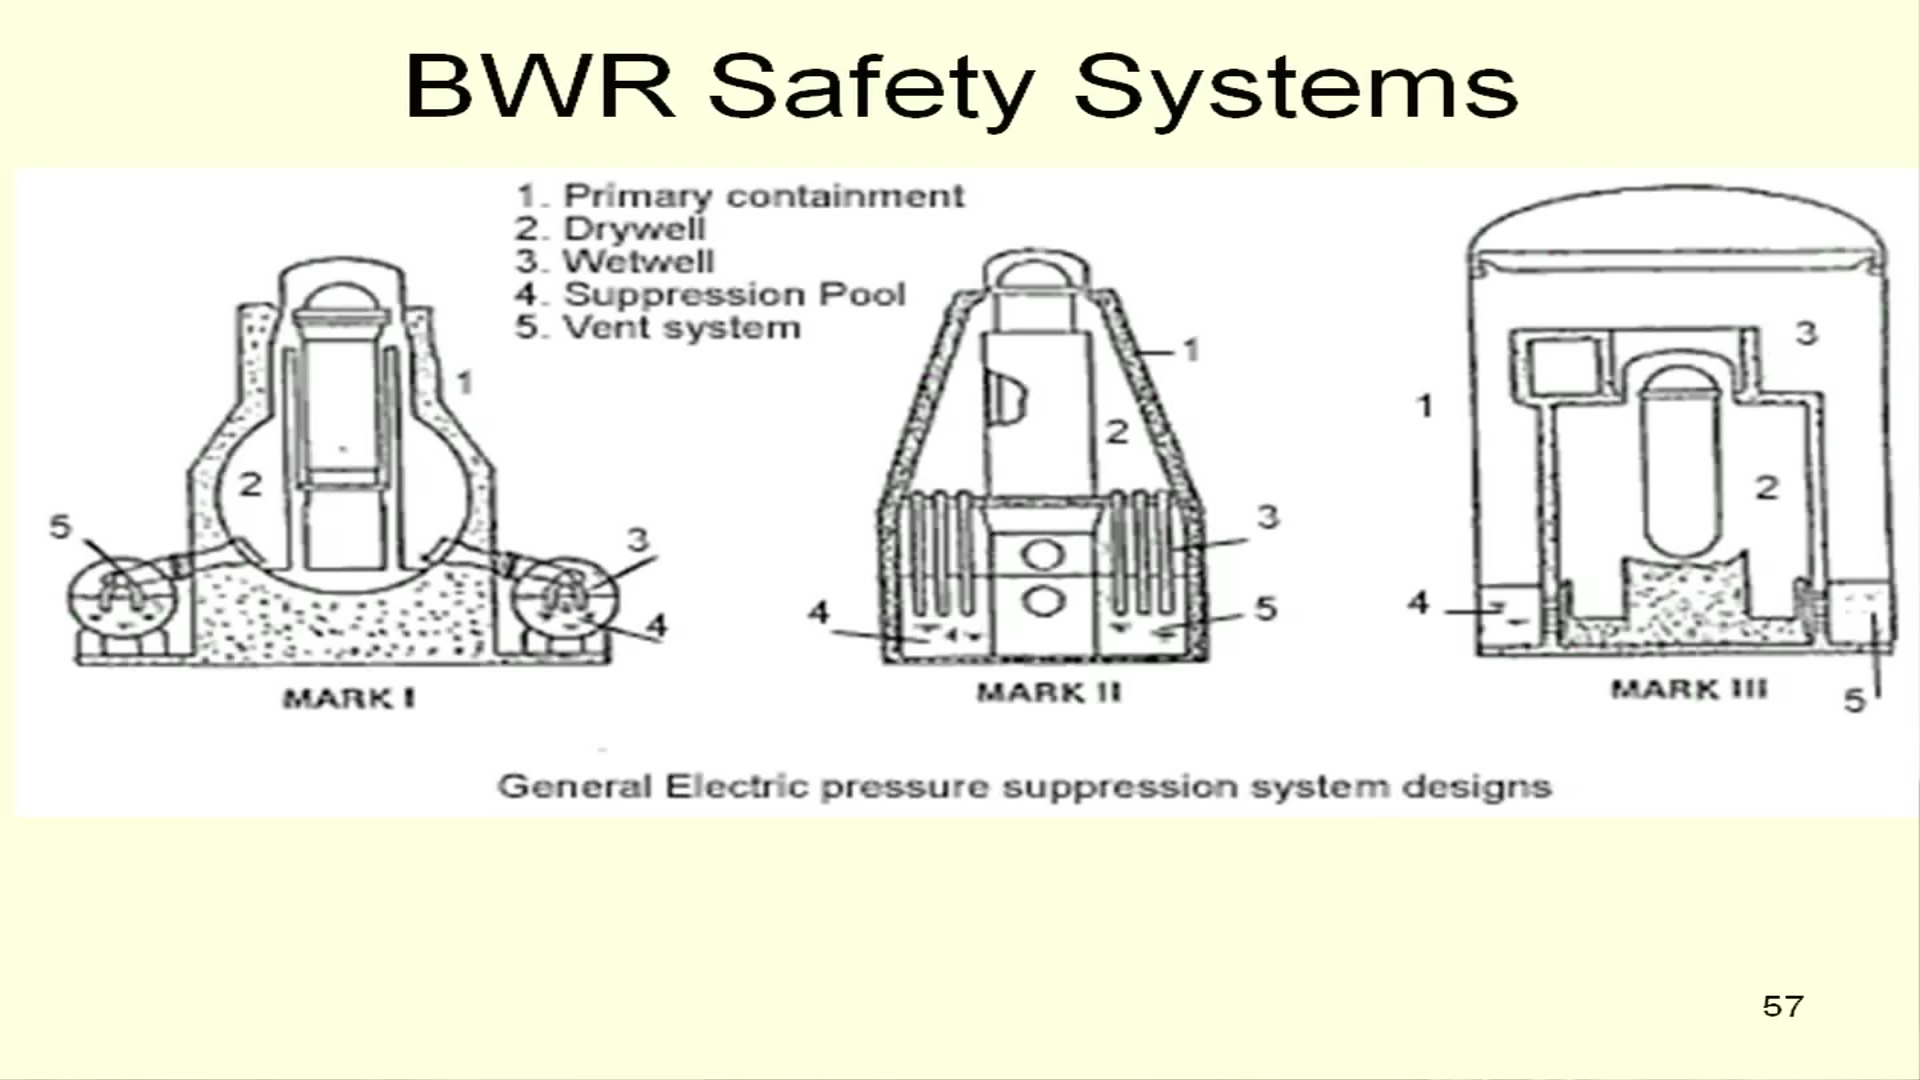 BWR Safety Systems
1. Primary containment
2. Drywell
3. Wetwell
4. Suppression Pool
5. Vent system
1
2
5
3
4
MARK I
1
2
3
4
5
MARK II
3
1
2
4
5
MARK III
General Electric pressure suppression system designs
57